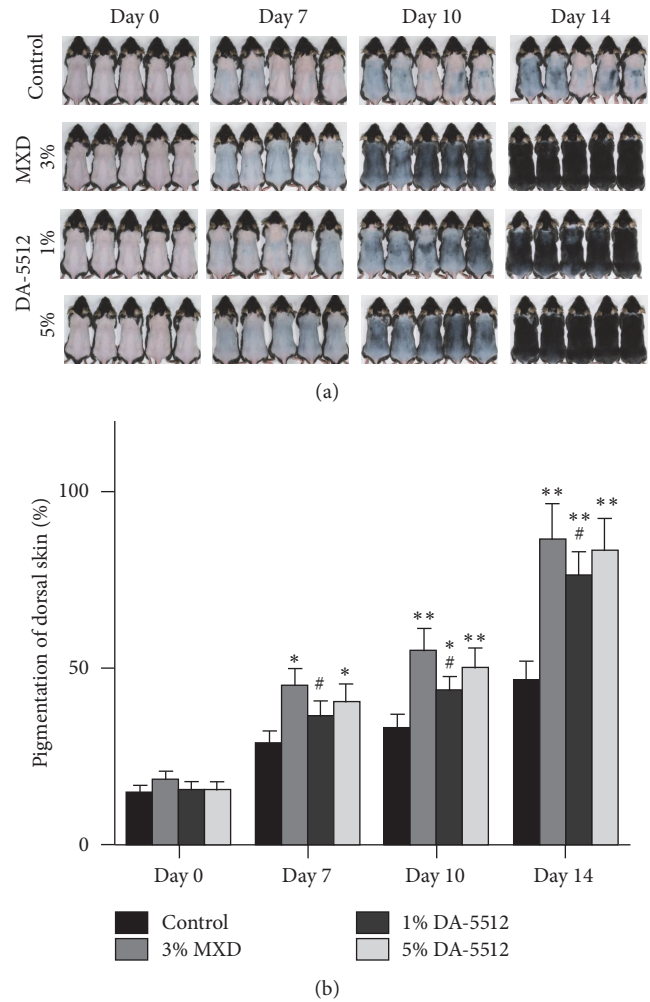 Day 0 Day 7 Day 10 Day 14
Control
MXD
3%
DA-5512
1%
5%
(a)
Pigmentation of dorsal skin (%)
100
50
0
* # *
** * # **
** ** # **
Day 0 Day 7 Day 10 Day 14
Control 1% DA-5512
3% MXD 5% DA-5512
(b)